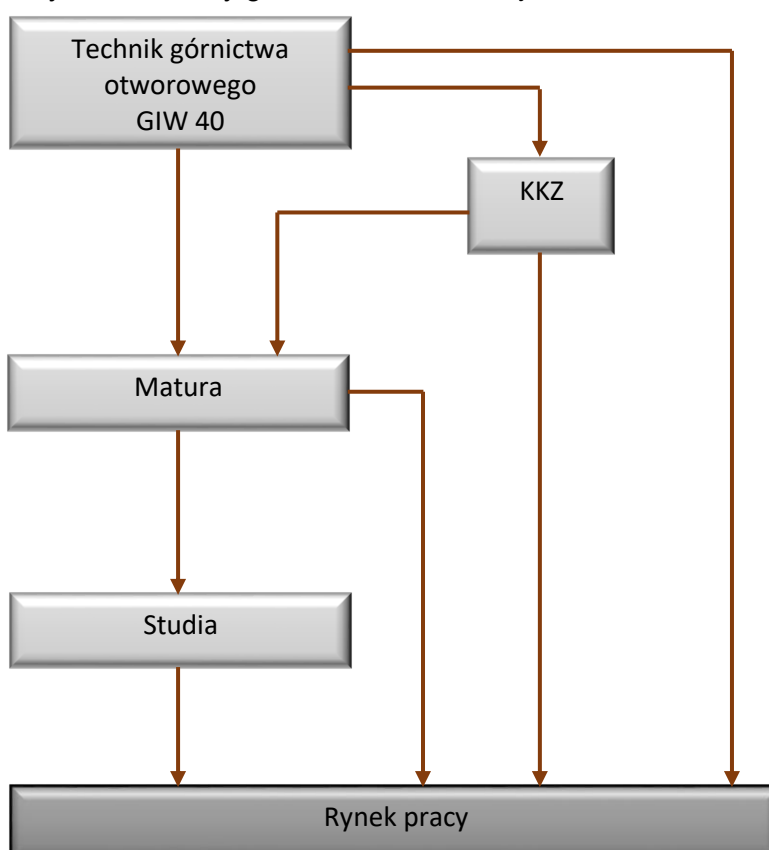 Technik górnictwa
otworowego
GIW 40
KKZ
Matura
Studia
Rynek pracy